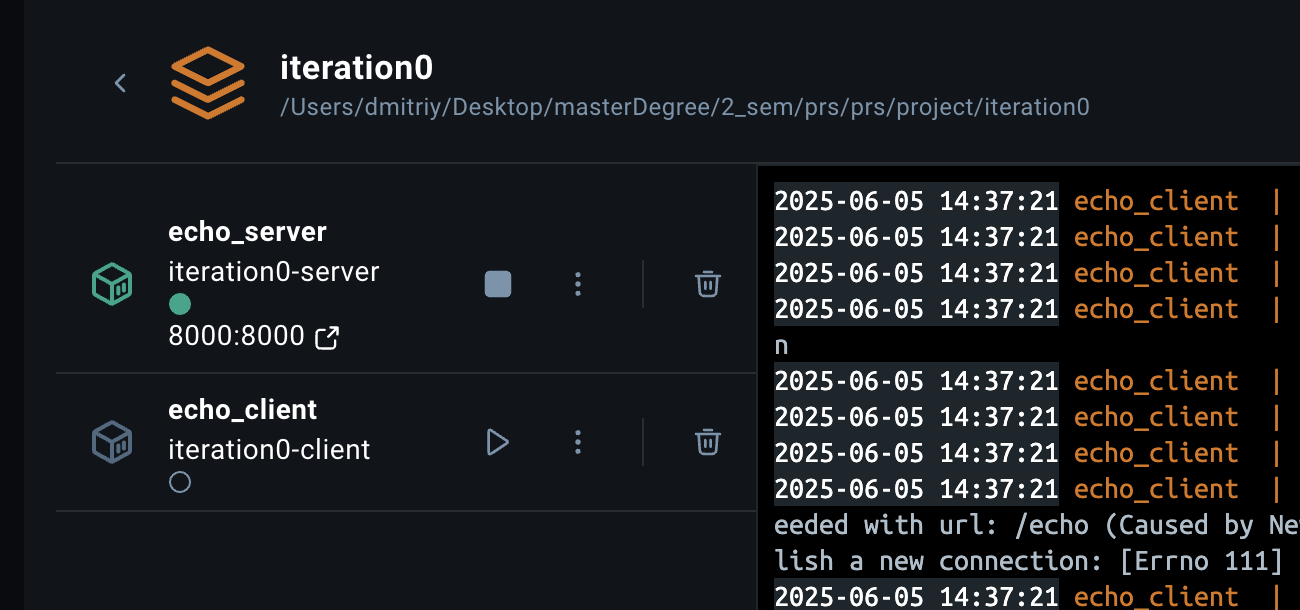 iteration0
/Users/dmitriy/Desktop/masterDegree/2_sem/prs/prs/project/iteration0
echo_server
iteration0-server
8000:8000
echo_client
iteration0-client
2025-06-05 14:37:21 echo_client |
2025-06-05 14:37:21 echo_client |
2025-06-05 14:37:21 echo_client |
2025-06-05 14:37:21 echo_client |
n
2025-06-05 14:37:21 echo_client |
2025-06-05 14:37:21 echo_client |
2025-06-05 14:37:21 echo_client |
2025-06-05 14:37:21 echo_client |
eeded with url: /echo (Caused by Ne
lish a new connection: [Errno 111]
2025-06-05 14:37:21 echo_client |